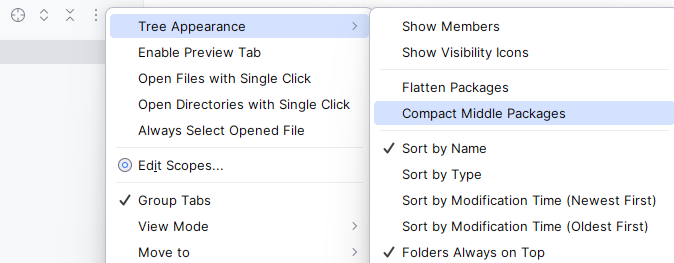 Tree Appearance
Enable Preview Tab
Open Files with Single Click
Open Directories with Single Click
Always Select Opened File
Edit Scopes...
Group Tabs
View Mode
Move to
Show Members
Show Visibility Icons
Flatten Packages
Compact Middle Packages
Sort by Name
Sort by Type
Sort by Modification Time (Newest First)
Sort by Modification Time (Oldest First)
Folders Always on Top